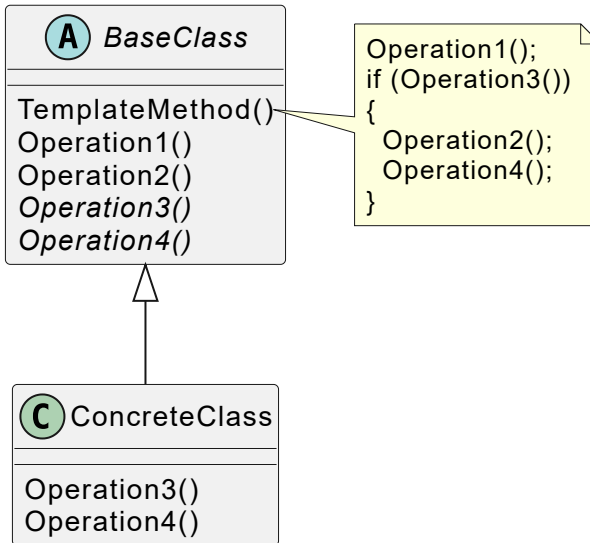 A BaseClass
TemplateMethod()
Operation1()
Operation2()
Operation3()
Operation4()
Operation1();
if (Operation3())
{
Operation2();
Operation4();
}
C ConcreteClass
Operation3()
Operation4()